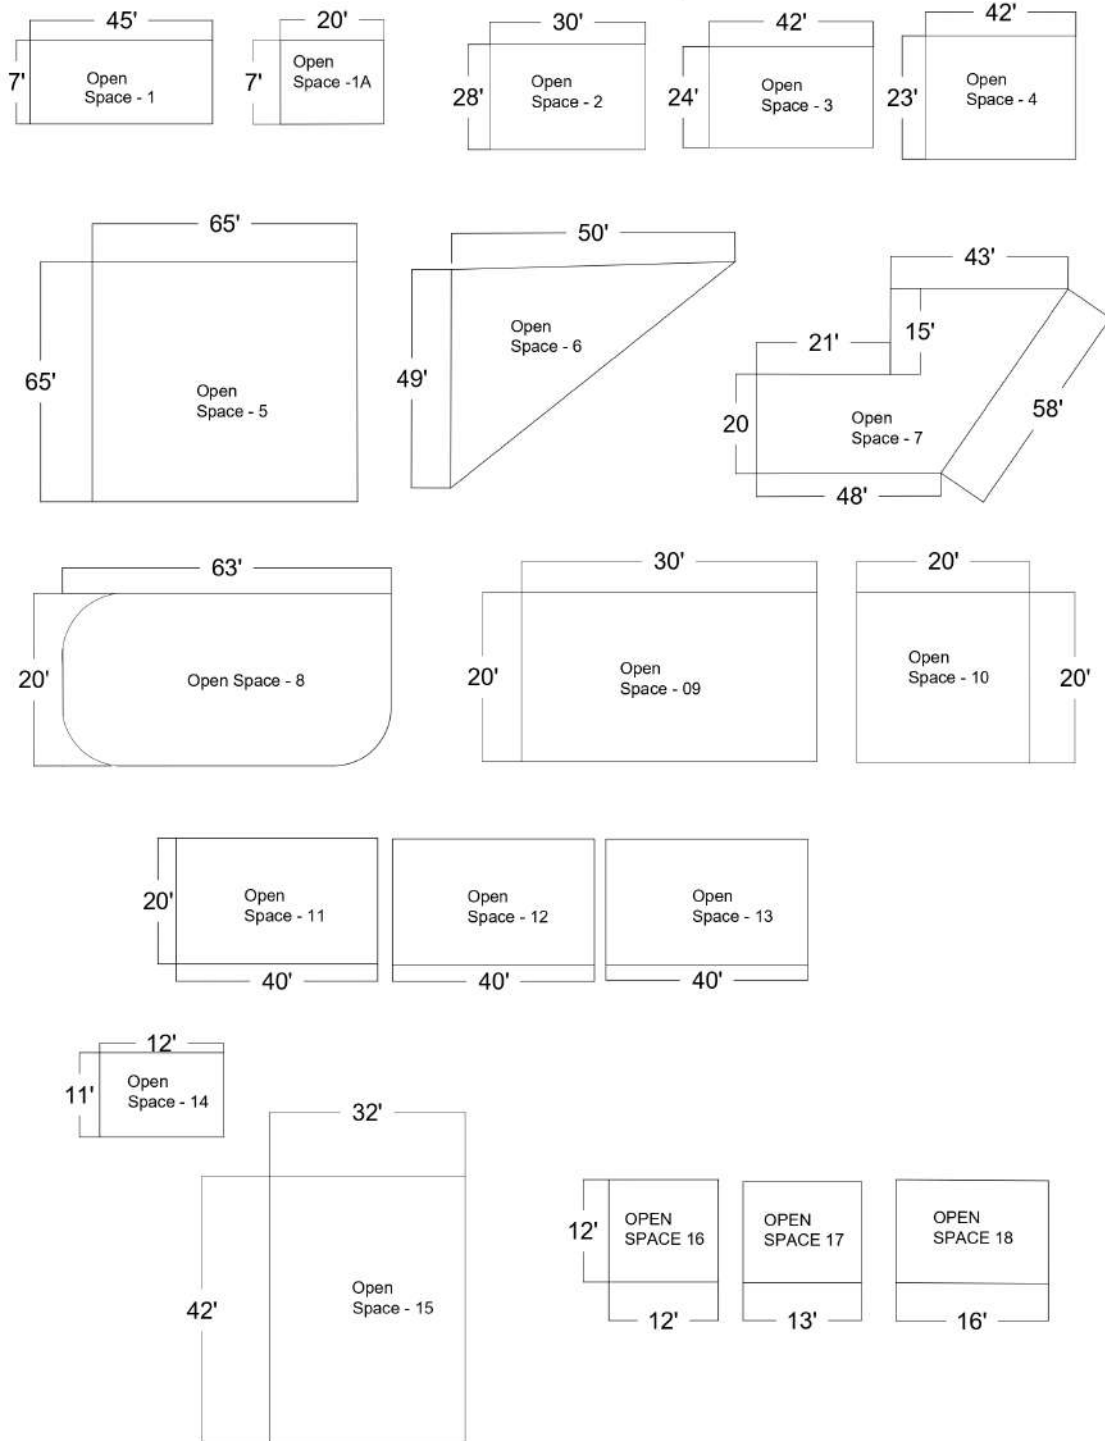 45'
20'
30'
42'
42'
7'
Open
Space - 1
7'
Open
Space -1A
28'
Open
Space - 2
24'
Open
Space - 3
23'
Open
Space - 4
65'
50'
43'
65'
Open
Space - 5
49'
Open
Space - 6
21'
15'
20
Open
Space - 7
58'
48'
63'
30'
20'
20'
Open Space - 8
20'
Open
Space - 09
Open
Space - 10
20'
20'
Open
Space - 11
Open
Space - 12
Open
Space - 13
40'
40'
40'
12'
11'
Open
Space - 14
32'
42'
Open
Space - 15
12'
OPEN
SPACE 16
OPEN
SPACE 17
OPEN
SPACE 18
12'
13'
16'